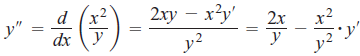 y″ = d/dx (x²/y) = (2xy − x²y′)/y² = 2x/y − x²/y² · y′